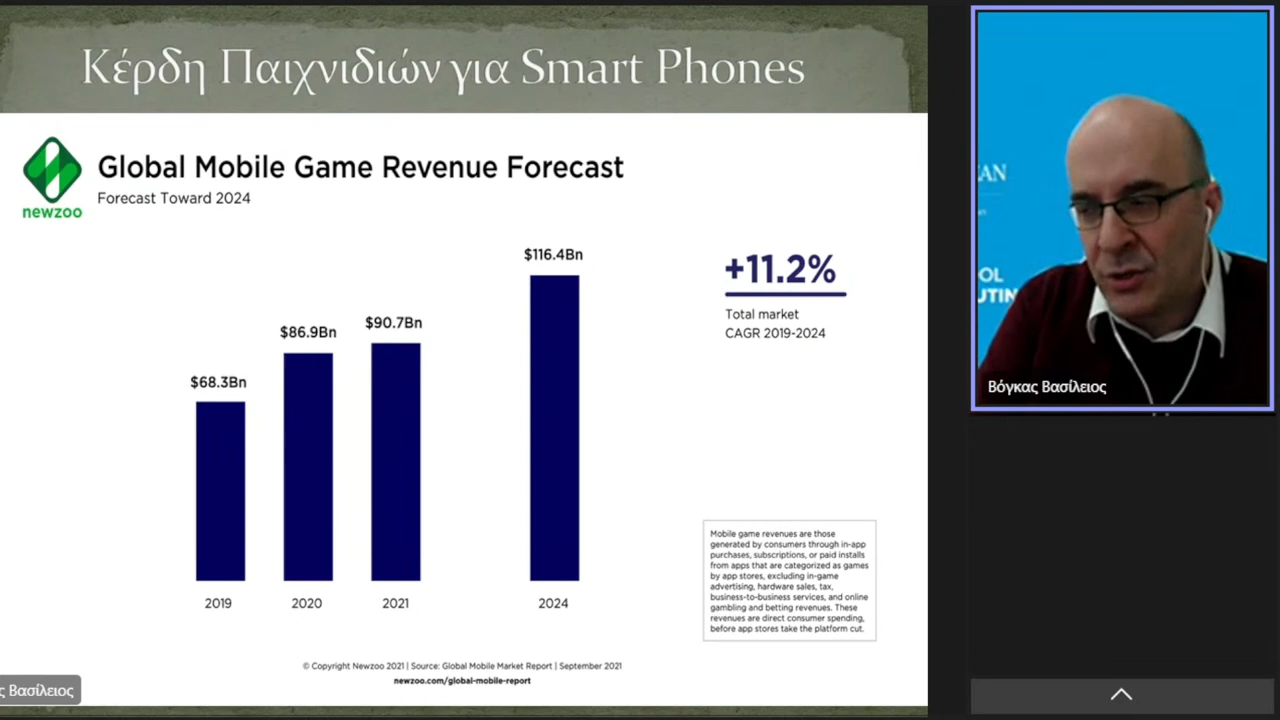 Κέρδη Παιχνιδιών για Smart Phones
newzoo
Global Mobile Game Revenue Forecast
Forecast Toward 2024
$68.3Bn
$86.9Bn
$90.7Bn
$116.4Bn
2019
2020
2021
2024
+11.2%
Total market
CAGR 2019-2024
Mobile game revenues are those
generated by consumers through in-app
purchases, subscriptions, or paid installs
from apps that are categorized as games
by app stores, excluding in-game
advertising, hardware sales, tax,
business-to-business services, and online
gambling and betting revenues. These
revenues are direct consumer spending,
before app stores take the platform cut.
© Copyright Newzoo 2021 | Source: Global Mobile Market Report | September 2021
newzoo.com/global-mobile-report
ς Βασίλειος
Βόγκας Βασίλειος